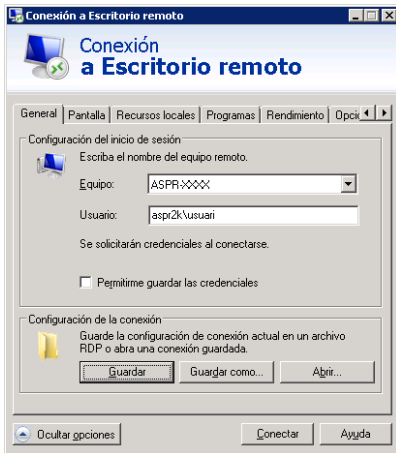 Conexión a Escritorio remoto
Conexión
a Escritorio remoto
General Pantalla Recursos locales Programas Rendimiento Opci
Configuración del inicio de sesión
Escriba el nombre del equipo remoto.
Equipo: ASPR-XXXX
Usuario: aspr2k\usuari
Se solicitarán credenciales al conectarse.
Permitirme guardar las credenciales
Configuración de la conexión
Guarde la configuración de conexión actual en un archivo
RDP o abra una conexión guardada.
Guardar Guardar como... Abrir...
Ocultar opciones Conectar Ayuda